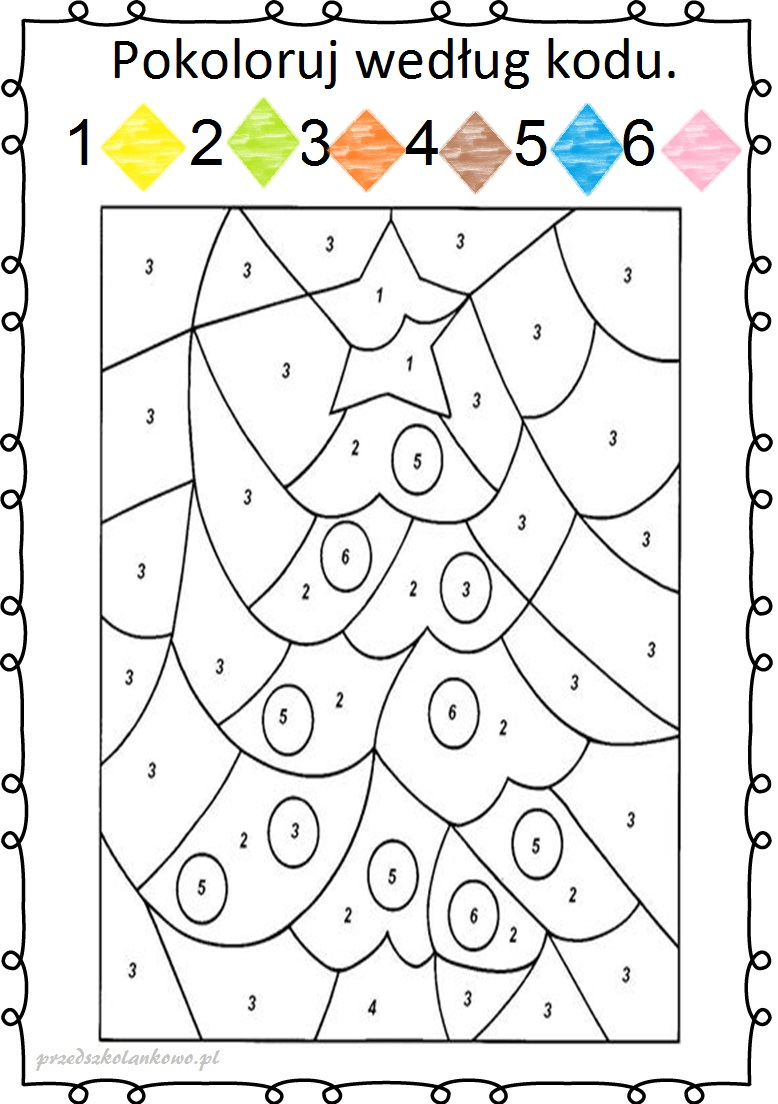 Pokoloruj według kodu.
1 2 3 4 5 6
3 3 3 3 3
1
3
3 1
3
3 3
2 5
3
3 3
6
3 2 2 3
3
3 3 3
5 2 6 2
3
2 3 5 3
5 5 2
2 6 2
3 3 4 3 3 3
przedszkolankowo.pl